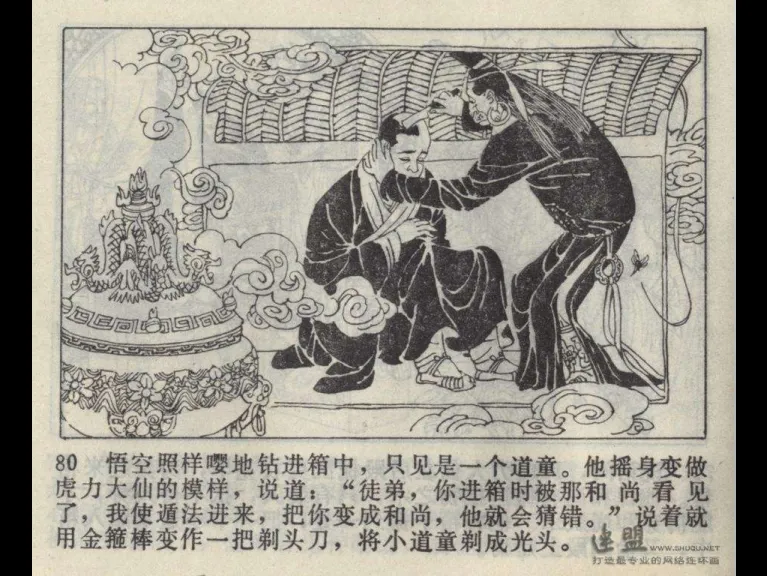 80 悟空照样嘤地钻进箱中，只见是一个道童。他摇身变做
虎力大仙的模样，说道：“徒弟，你进箱时被那和尚看见
了，我使遁法进来，把你变成和尚，他就会猜错。”说着就
用金箍棒变作一把剃头刀，将小道童剃成光头。
连盟 WWW.SHUQU.NET
打造最专业的网络连环画